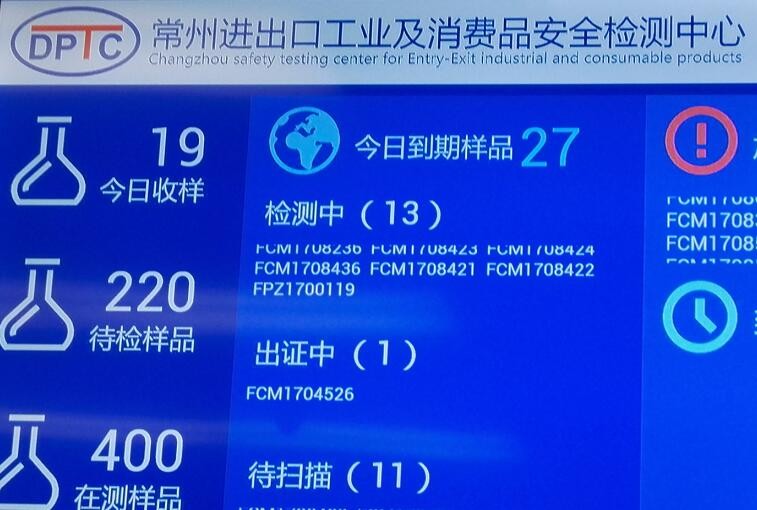 DPTC 常州进出口工业及消费品安全检测中心
Changzhou safety testing center for Entry-Exit industrial and consumable products
19
今日收样
220
待检样品
400
在测样品
今日到期样品 27
检测中（13）
FCM1708236 FCM1708423 FCM1708424
FCM1708436 FCM1708421 FCM1708422
FPZ1700119
出证中（1）
FCM1704526
待扫描（11）
FCM1708
FCM1708